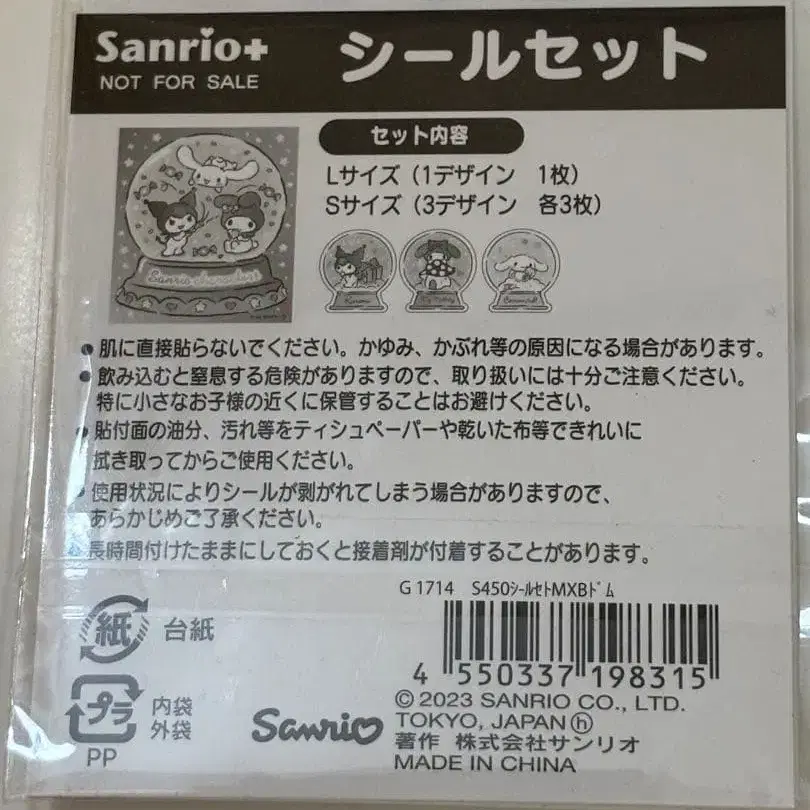 Sanrio+
NOT FOR SALE
シールセット
セット内容
Lサイズ（1デザイン　1枚）
Sサイズ（3デザイン　各3枚）
Sanrio characters
Kuromi
My Melody
Cinnamoroll
● 肌に直接貼らないでください。かゆみ、かぶれ等の原因になる場合があります。
● 飲み込むと窒息する危険がありますので、取り扱いには十分ご注意ください。
特に小さなお子様の近くに保管することはお避けください。
● 貼付面の油分、汚れ等をティシュペーパーや乾いた布等できれいに
拭き取ってからご使用ください。
● 使用状況によりシールが剥がれてしまう場合がありますので、
あらかじめご了承ください。
● 長時間付けたままにしておくと接着剤が付着することがあります。
G 1714　S450ｼｰﾙｾﾄMXBﾄﾞﾑ
4 550337 198315
紙 台紙
プラ 内袋
外袋
PP
Sanrio
© 2023 SANRIO CO., LTD.
TOKYO, JAPAN ⓗ
著作 株式会社サンリオ
MADE IN CHINA